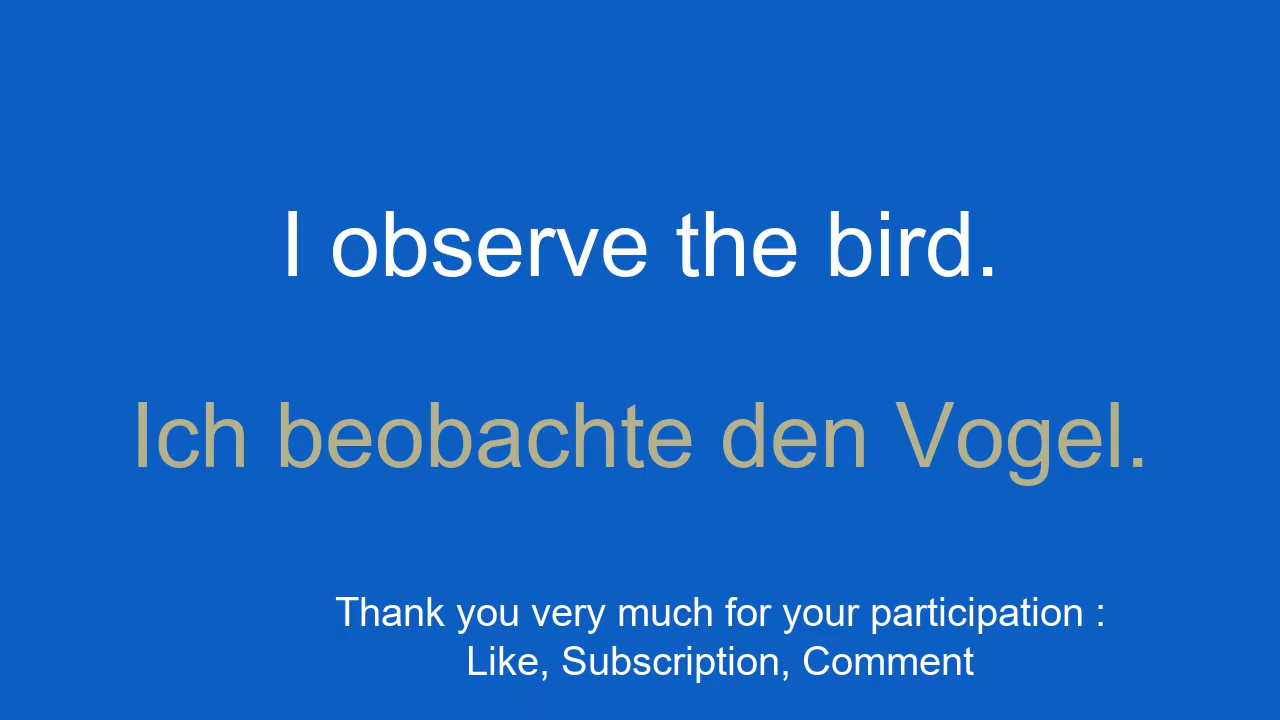 I observe the bird.
Ich beobachte den Vogel.
Thank you very much for your participation :
Like, Subscription, Comment